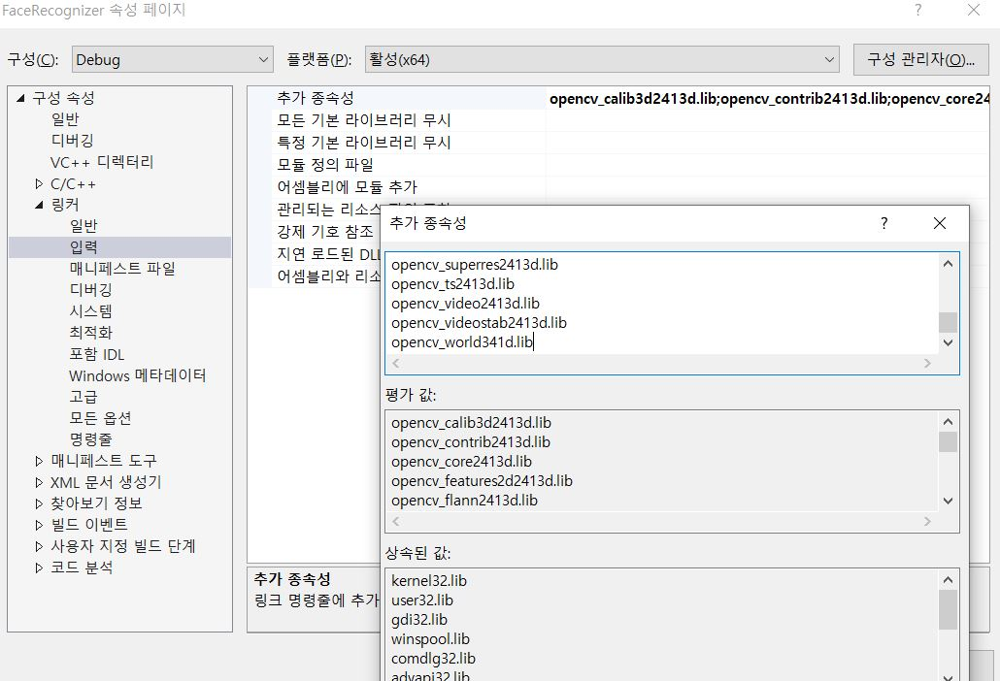 FaceRecognizer 속성 페이지
?
구성(C):
Debug
플랫폼(P):
활성(x64)
구성 관리자(O)...
구성 속성
일반
디버깅
VC++ 디렉터리
C/C++
링커
일반
입력
매니페스트 파일
디버깅
시스템
최적화
포함 IDL
Windows 메타데이터
고급
모든 옵션
명령줄
매니페스트 도구
XML 문서 생성기
찾아보기 정보
빌드 이벤트
사용자 지정 빌드 단계
코드 분석
추가 종속성
opencv_calib3d2413d.lib;opencv_contrib2413d.lib;opencv_core24
모든 기본 라이브러리 무시
특정 기본 라이브러리 무시
모듈 정의 파일
어셈블리에 모듈 추가
관리되는 리소스
강제 기호 참조
지연 로드된 DLL
어셈블리와 리소
추가 종속성
링크 명령줄에 추가
추가 종속성
?
opencv_superres2413d.lib
opencv_ts2413d.lib
opencv_video2413d.lib
opencv_videostab2413d.lib
opencv_world341d.lib
평가 값:
opencv_calib3d2413d.lib
opencv_contrib2413d.lib
opencv_core2413d.lib
opencv_features2d2413d.lib
opencv_flann2413d.lib
상속된 값:
kernel32.lib
user32.lib
gdi32.lib
winspool.lib
comdlg32.lib
advapi32.lib